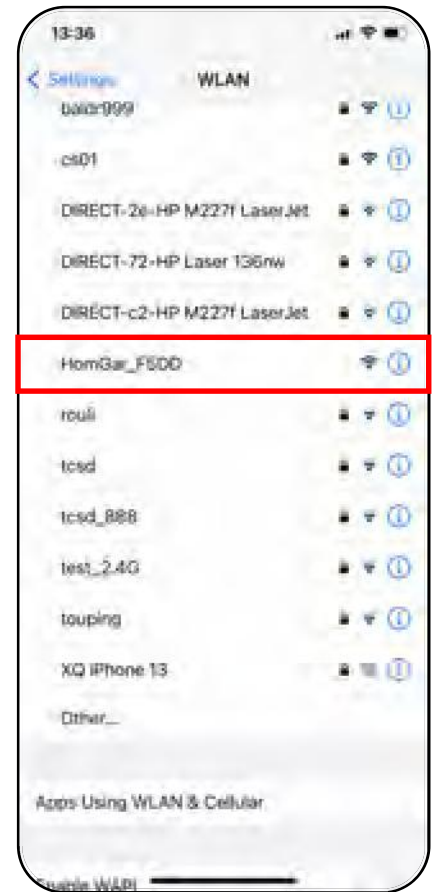 13:36
Settings
WLAN
baldr999
cs01
DIRECT-2e-HP M227f LaserJet
DIRECT-72-HP Laser 136nw
DIRECT-c2-HP M227f LaserJet
HomGar_F5DD
rouli
tcsd
tcsd_888
test_2.4G
touping
XQ iPhone 13
Other...
Apps Using WLAN & Cellular
Enable WAPI